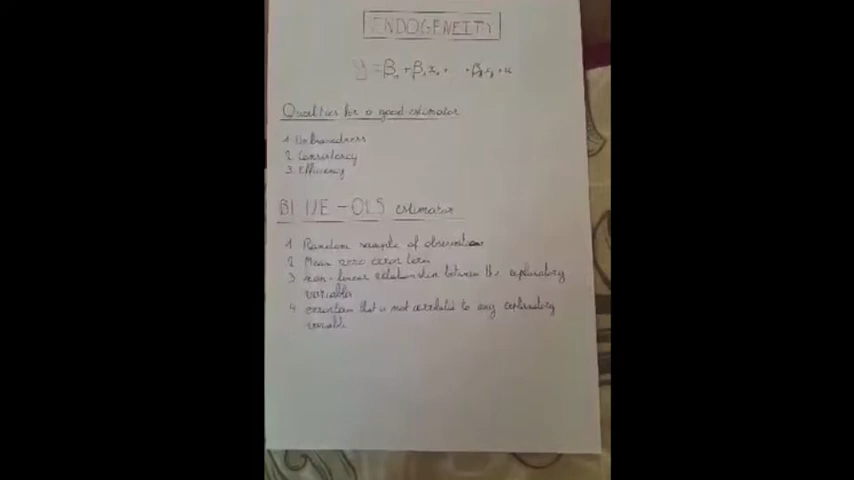 ENDOGENEITY
y = β₀ + β₁x₁ + + βₖxₖ + u
Qualities for a good estimator
1 Unbiasedness
2 Consistency
3 Efficiency
BLUE - OLS estimator
1 Random sample of observations
2 Mean zero error term
3 non-linear relationship between the explanatory
variables
4 error term that is not correlated to any explanatory
variable